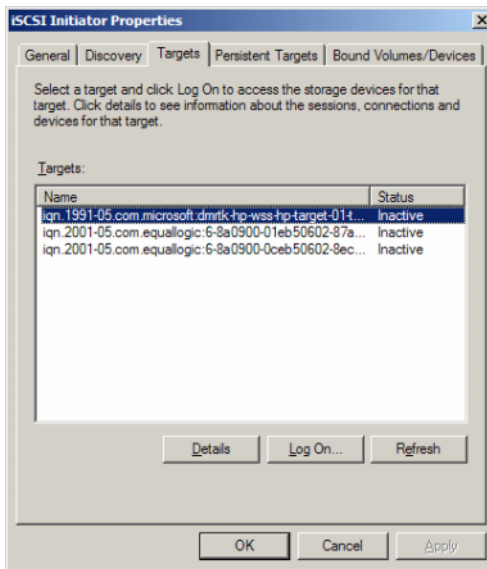 iSCSI Initiator Properties
General Discovery Targets Persistent Targets Bound Volumes/Devices
Select a target and click Log On to access the storage devices for that
target. Click details to see information about the sessions, connections and
devices for that target.
Targets:
Name Status
iqn.1991-05.com.microsoft:dmrtk-hp-wss-hp-target-01-t... Inactive
iqn.2001-05.com.equallogic:6-8a0900-01eb50602-87a... Inactive
iqn.2001-05.com.equallogic:6-8a0900-0ceb50602-8ec... Inactive
Details Log On... Refresh
OK Cancel Apply